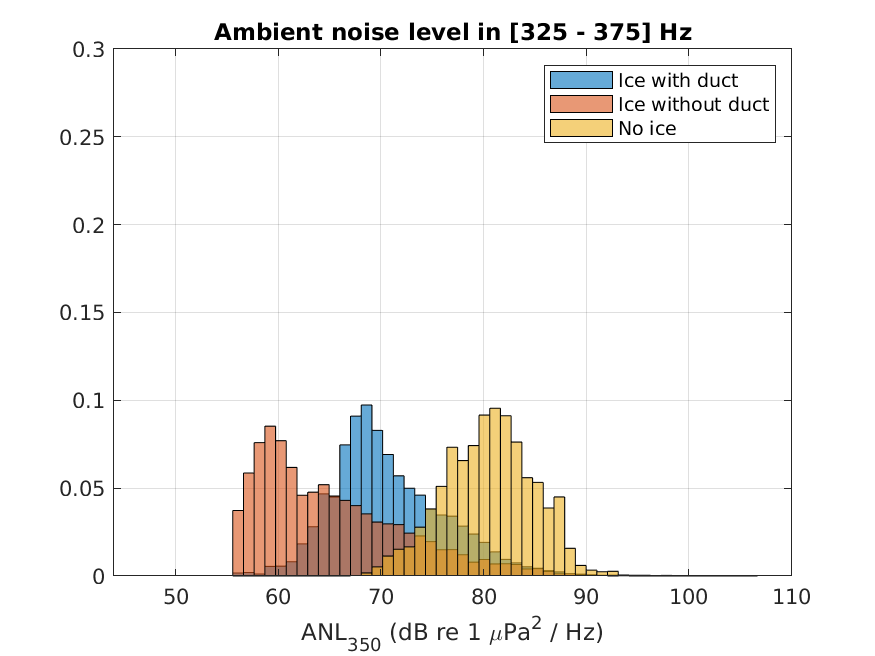 Ambient noise level in [325 - 375] Hz
0.3
0.25
0.2
0.15
0.1
0.05
0
Ice with duct
Ice without duct
No ice
50 60 70 80 90 100 110
ANL₃₅₀ (dB re 1 μPa² / Hz)